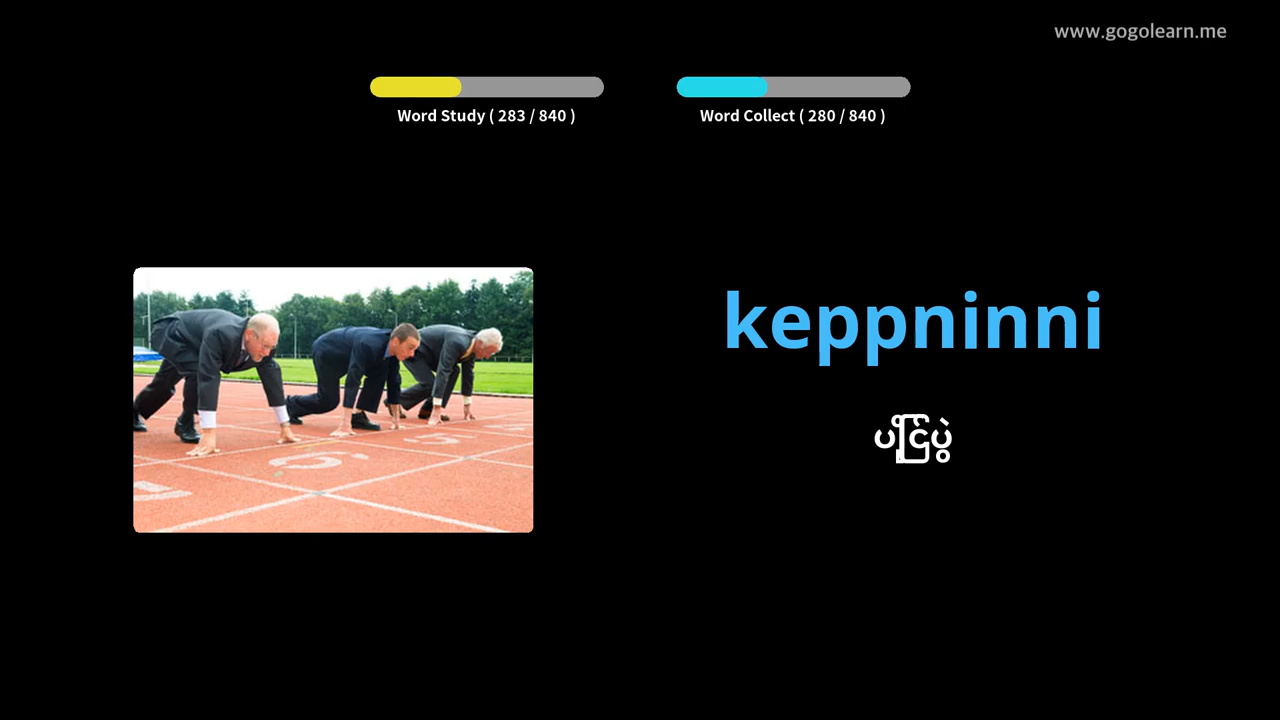 www.gogolearn.me
Word Study ( 283 / 840 )
Word Collect ( 280 / 840 )
keppninni
ပြိုင်ပွဲ